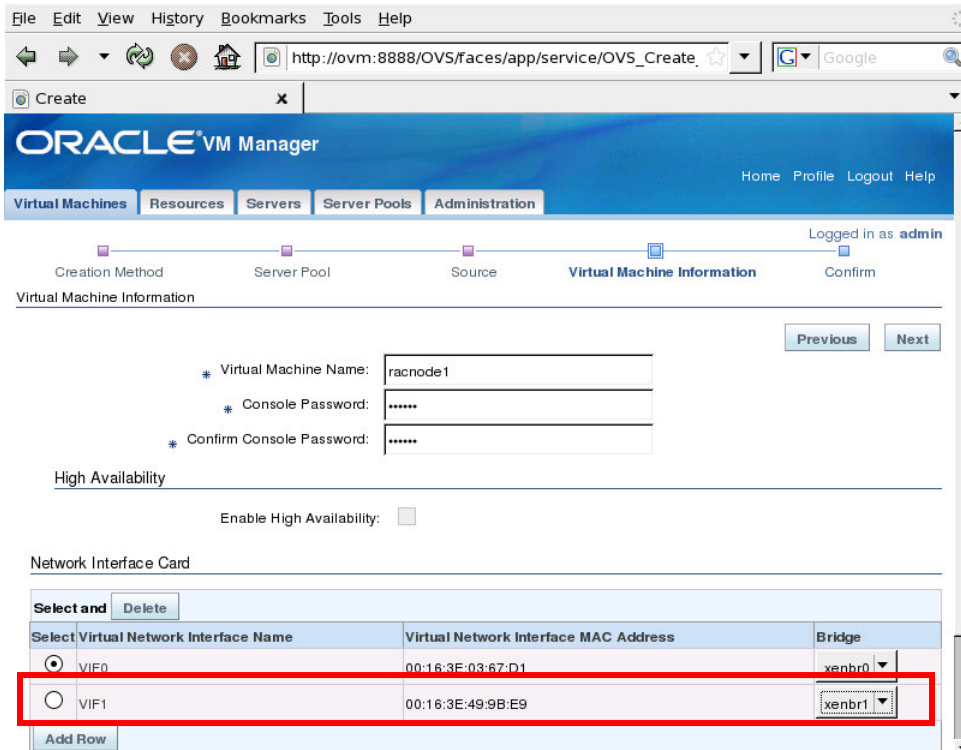 File Edit View History Bookmarks Tools Help
http://ovm:8888/OVS/faces/app/service/OVS_Create_ G Google
Create x
ORACLE VM Manager
Home Profile Logout Help
Virtual Machines Resources Servers Server Pools Administration
Logged in as admin
Creation Method Server Pool Source Virtual Machine Information Confirm
Virtual Machine Information
Previous Next
* Virtual Machine Name: racnode1
* Console Password: ••••••
* Confirm Console Password: ••••••
High Availability
Enable High Availability:
Network Interface Card
Select and Delete
Select Virtual Network Interface Name Virtual Network Interface MAC Address Bridge
VIF0 00:16:3E:03:67:D1 xenbr0
VIF1 00:16:3E:49:9B:E9 xenbr1
Add Row